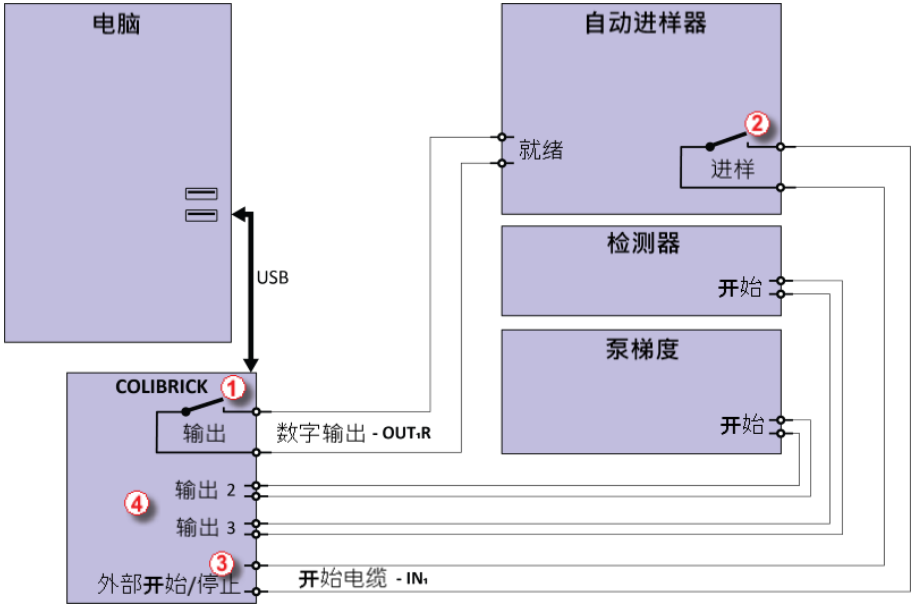 电脑
自动进样器
②
就绪
进样
检测器
开始
USB
泵梯度
COLIBRICK ①
开始
输出
数字输出 - OUT₁R
输出 2
④
输出 3
③
外部开始/停止
开始电缆 - IN₁